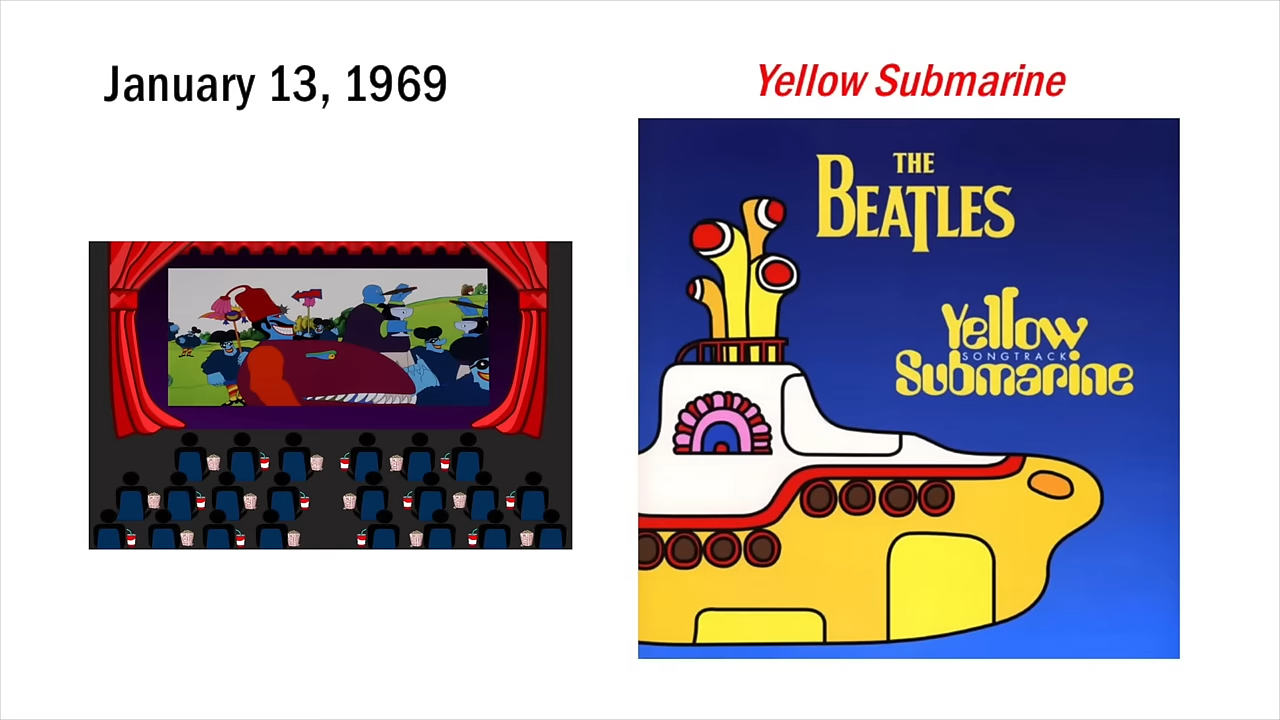 January 13, 1969
Yellow Submarine
THE
BEATLES
Yellow
SONGTRACK
Submarine